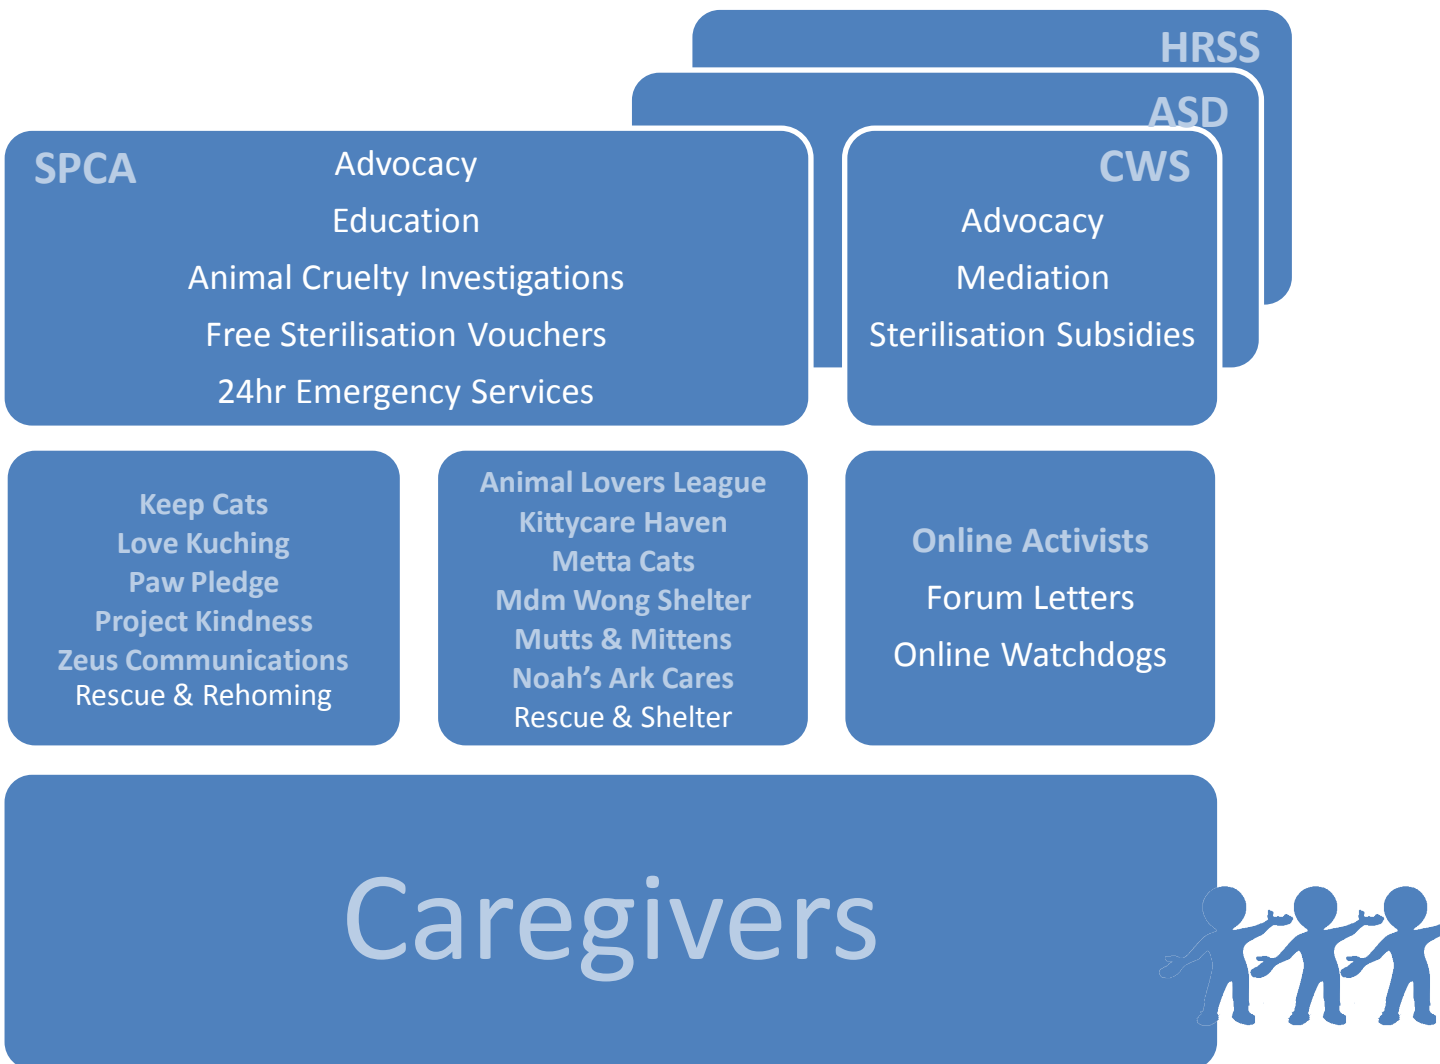 HRSS
ASD
SPCA
Advocacy
Education
Animal Cruelty Investigations
Free Sterilisation Vouchers
24hr Emergency Services
CWS
Advocacy
Mediation
Sterilisation Subsidies
Keep Cats
Love Kuching
Paw Pledge
Project Kindness
Zeus Communications
Rescue & Rehoming
Animal Lovers League
Kittycare Haven
Metta Cats
Mdm Wong Shelter
Mutts & Mittens
Noah’s Ark Cares
Rescue & Shelter
Online Activists
Forum Letters
Online Watchdogs
Caregivers